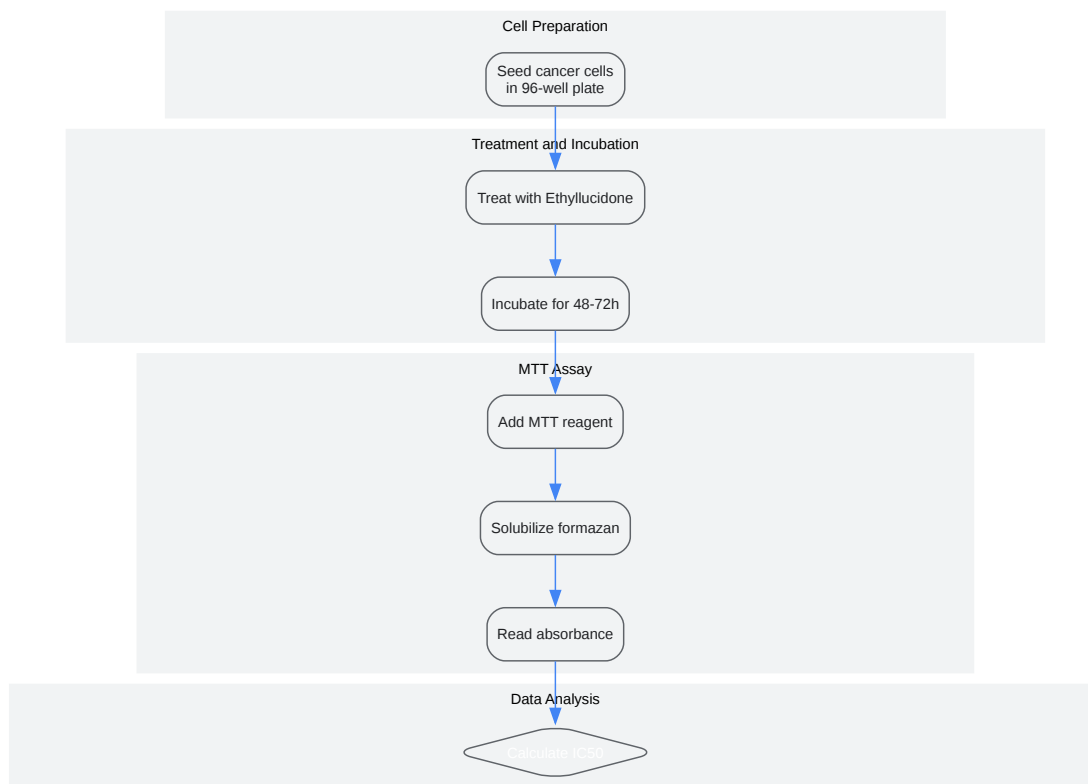 Cell Preparation
Seed cancer cells
in 96-well plate
Treatment and Incubation
Treat with Ethyllucidone
Incubate for 48-72h
MTT Assay
Add MTT reagent
Solubilize formazan
Read absorbance
Data Analysis
Calculate IC50